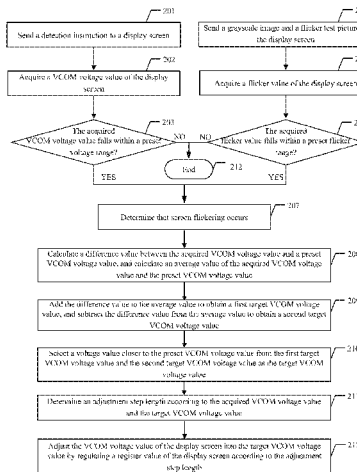 201
Send a detection instruction to a display screen
Send a grayscale image and a flicker test picture
the display screen
202
Acquire a VCOM voltage value of the display
screen
Acquire a flicker value of the display screen
203
The acquired
VCOM voltage value falls within a preset
voltage range?
NO
NO
The acquired
flicker value falls within a preset flicker
range?
End
212
YES
YES
207
Determine that screen flickering occurs
Calculate a difference value between the acquired VCOM voltage value and a preset
VCOM voltage value, and calculate an average value of the acquired VCOM voltage
value and the preset VCOM voltage value
Add the difference value to the average value to obtain a first target VCOM voltage
value, and subtract the difference value from the average value to obtain a second target
VCOM voltage value
Select a voltage value closer to the preset VCOM voltage value from the first target
VCOM voltage value and the second target VCOM voltage value as the target VCOM
voltage value
Determine an adjustment step length according to the acquired VCOM voltage value
and the target VCOM voltage value
Adjust the VCOM voltage value of the display screen into the target VCOM voltage
value by regulating a register value of the display screen according to the adjustment
step length